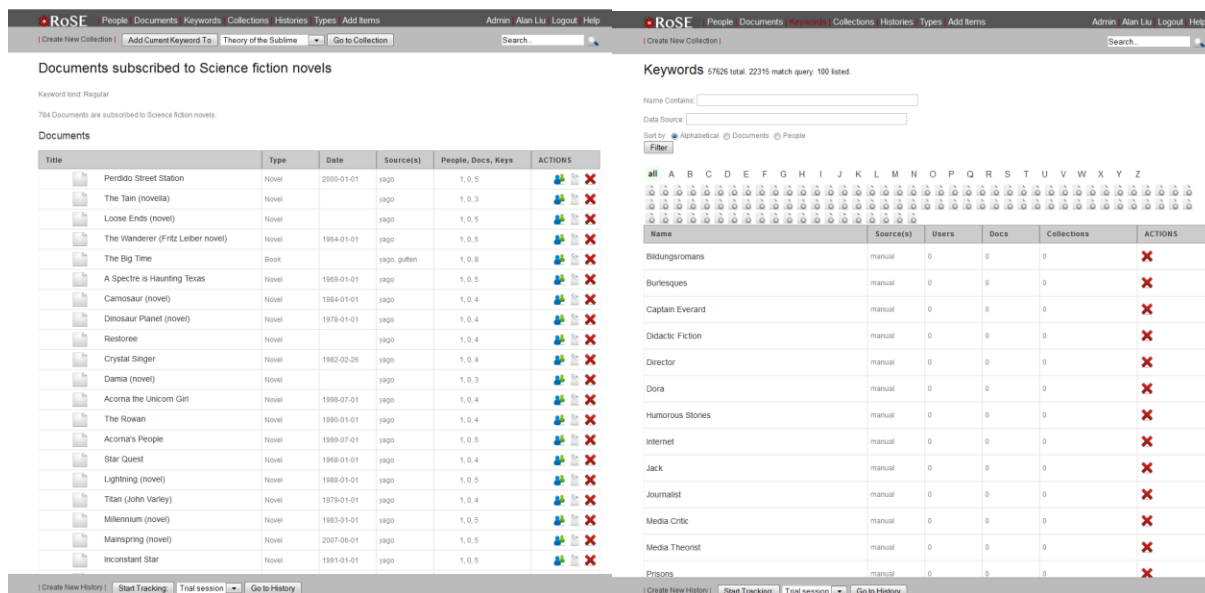 RoSE | People | Documents | Keywords | Collections | Histories | Types | Add Items Admin | Alan Liu | Logout | Help
| Create New Collection | Add Current Keyword To Theory of the Sublime Go to Collection Search...
Documents subscribed to Science fiction novels
Keyword kind: Regular
784 Documents are subscribed to Science fiction novels.
Documents
Title Type Date Source(s) People, Docs, Keys ACTIONS
Perdido Street Station Novel 2000-01-01 yago 1, 0, 5
The Tain (novella) Novel yago 1, 0, 3
Loose Ends (novel) Novel yago 1, 0, 5
The Wanderer (Fritz Leiber novel) Novel 1964-01-01 yago 1, 0, 5
The Big Time Book yago, guten 1, 0, 8
A Spectre is Haunting Texas Novel 1969-01-01 yago 1, 0, 5
Carnosaur (novel) Novel 1984-01-01 yago 1, 0, 4
Dinosaur Planet (novel) Novel 1978-01-01 yago 1, 0, 4
Restoree Novel yago 1, 0, 4
Crystal Singer Novel 1982-02-26 yago 1, 0, 4
Damia (novel) Novel yago 1, 0, 3
Acorna the Unicorn Girl Novel 1998-07-01 yago 1, 0, 4
The Rowan Novel 1990-01-01 yago 1, 0, 4
Acorna's People Novel 1999-07-01 yago 1, 0, 5
Star Quest Novel 1968-01-01 yago 1, 0, 4
Lightning (novel) Novel 1988-01-01 yago 1, 0, 5
Titan (John Varley) Novel 1979-01-01 yago 1, 0, 4
Millennium (novel) Novel 1983-01-01 yago 1, 0, 5
Mainspring (novel) Novel 2007-06-01 yago 1, 0, 5
Inconstant Star Novel 1991-01-01 yago 1, 0, 5
| Create New History | Start Tracking: Trial session Go to History
RoSE | People | Documents | Keywords | Collections | Histories | Types | Add Items Admin | Alan Liu | Logout | Help
| Create New Collection | Search...
Keywords 57626 total. 22315 match query. 100 listed.
Name Contains:
Data Source:
Sort by: Alphabetical Documents People
Filter
all A B C D E F G H I J K L M N O P Q R S T U V W X Y Z
Name Source(s) Users Docs Collections ACTIONS
Bildungsromans manual 0 0 0
Burlesques manual 0 0 0
Captain Everard manual 0 0 0
Didactic Fiction manual 0 0 0
Director manual 0 0 0
Dora manual 0 0 0
Humorous Stories manual 0 0 0
Internet manual 0 0 0
Jack manual 0 0 0
Journalist manual 0 0 0
Media Critic manual 0 0 0
Media Theorist manual 0 0 0
Prisons manual 0 0 0
| Create New History | Start Tracking: Trial session Go to History